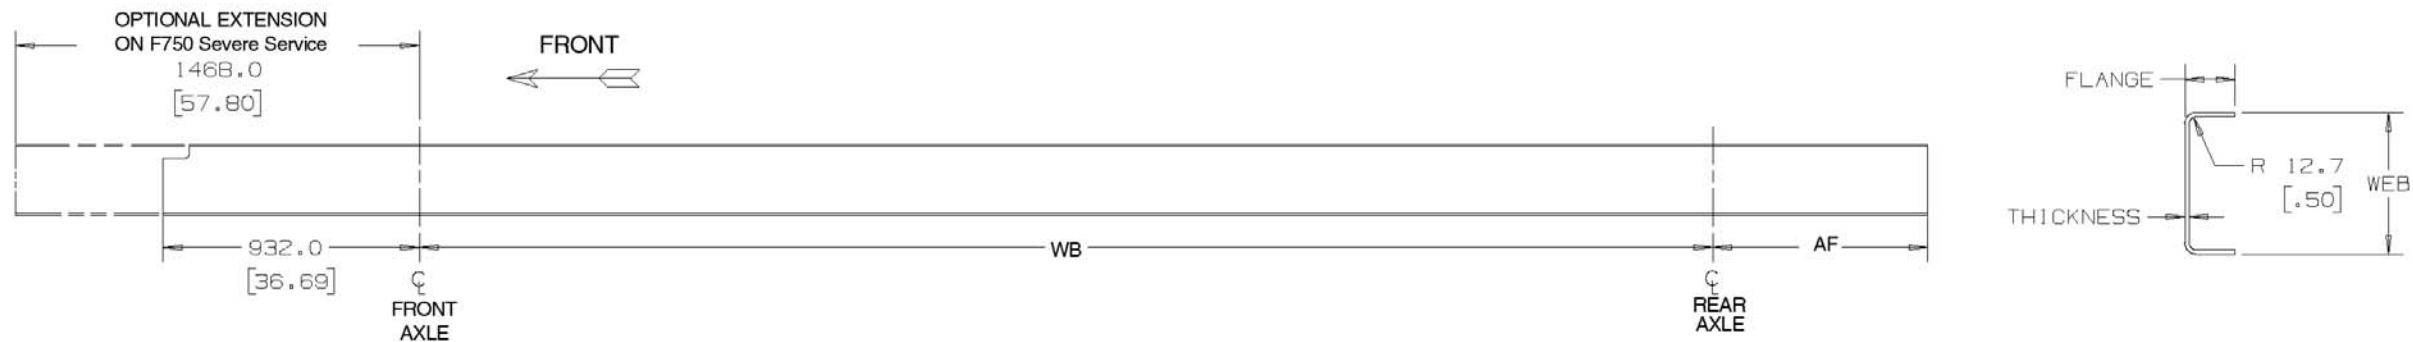 OPTIONAL EXTENSION
ON F750 Severe Service
1468.0
[57.80]
FRONT
932.0
[36.69]
WB
AF
℄
FRONT
AXLE
℄
REAR
AXLE
FLANGE
R 12.7
[.50]
WEB
THICKNESS